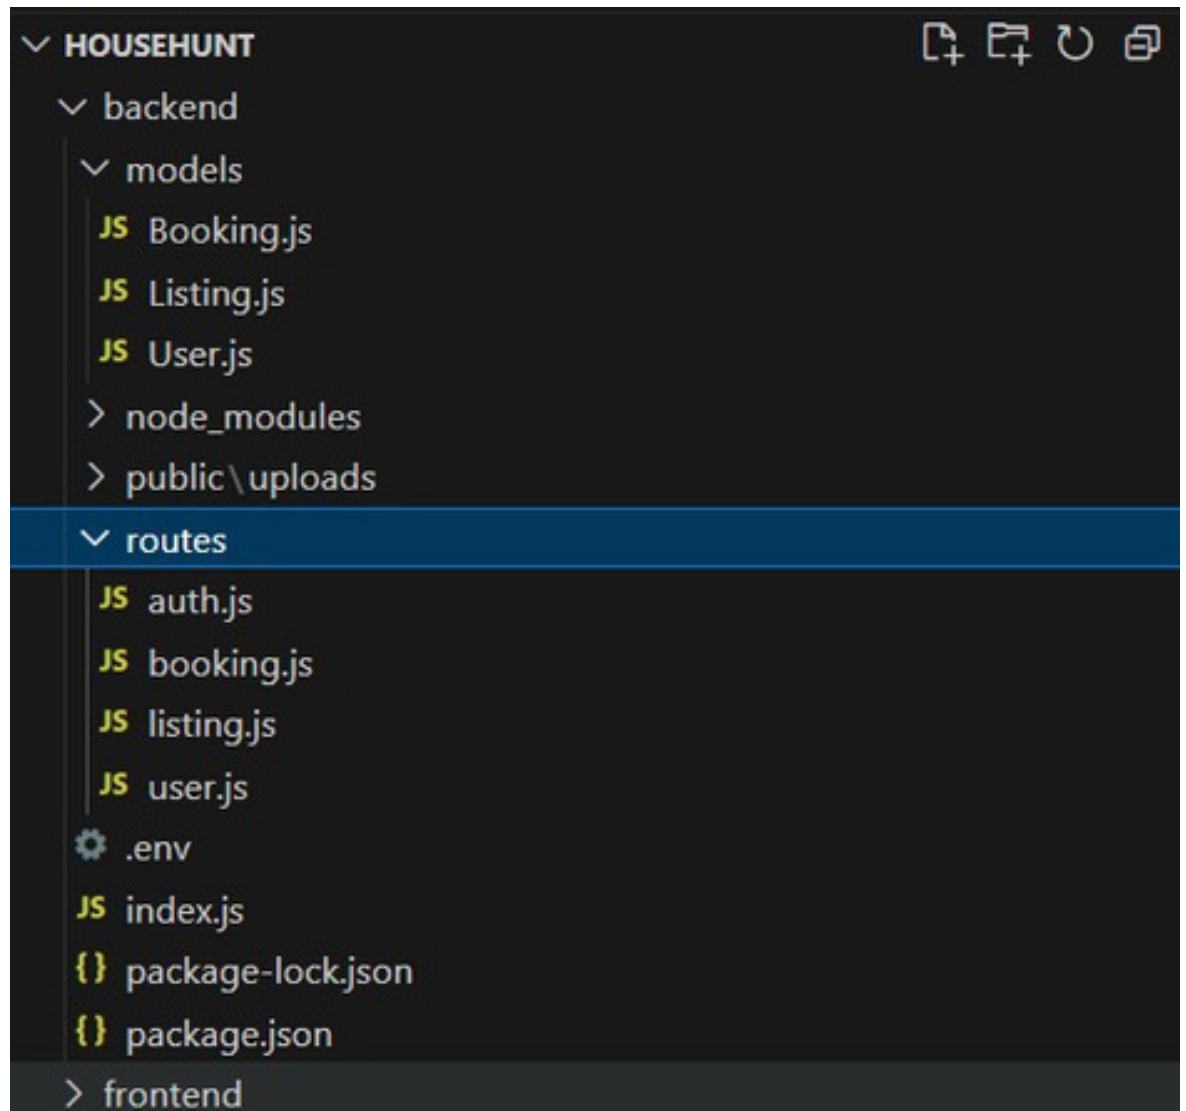 HOUSEHUNT
backend
models
JS Booking.js
JS Listing.js
JS User.js
node_modules
public\uploads
routes
JS auth.js
JS booking.js
JS listing.js
JS user.js
.env
JS index.js
{} package-lock.json
{} package.json
frontend